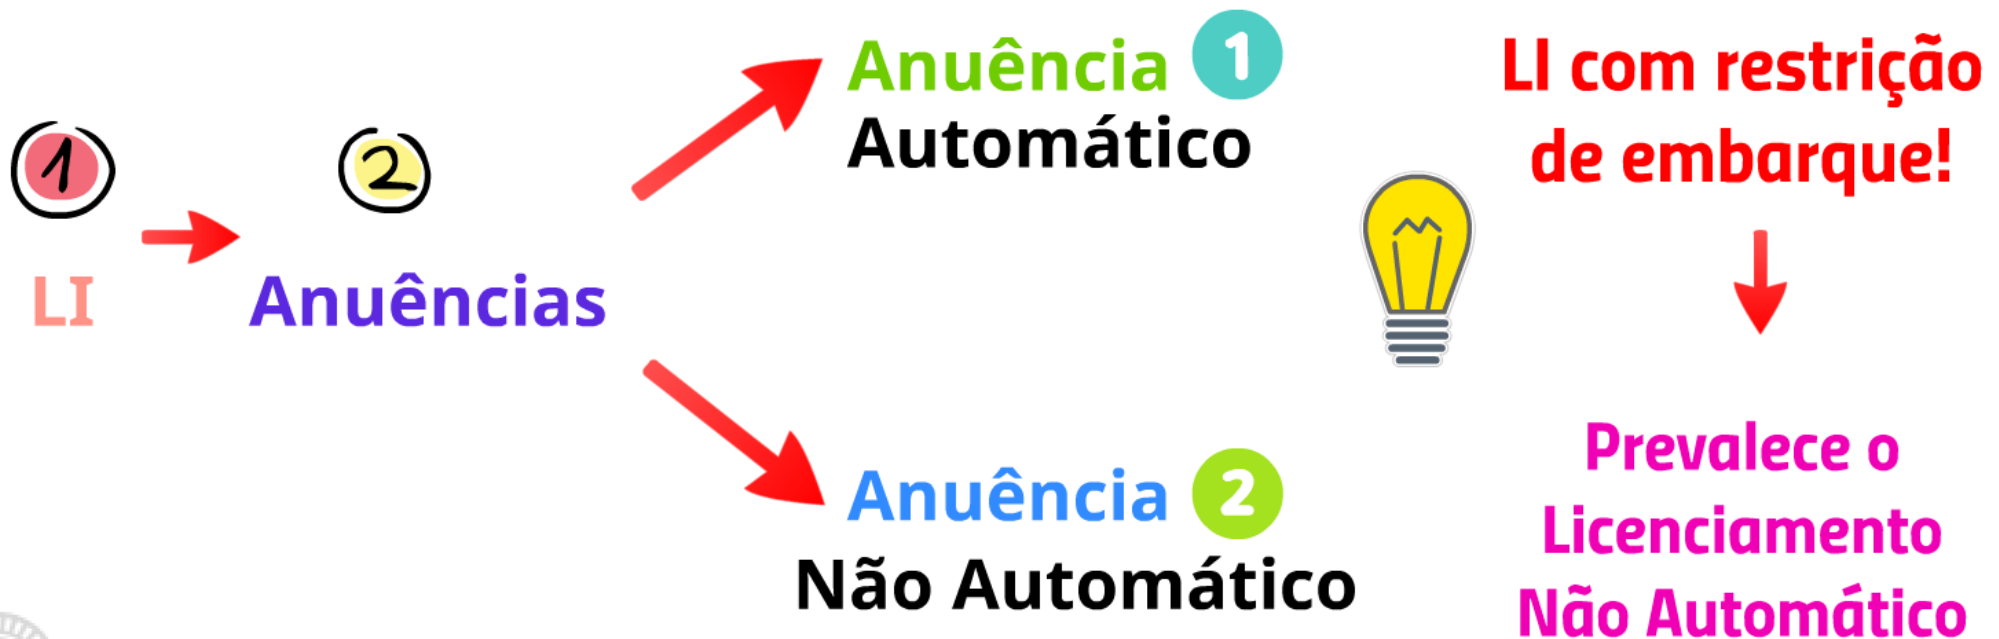 1
LI
2
Anuências
Anuência 1
Automático
Anuência 2
Não Automático
LI com restrição
de embarque!
Prevalece o
Licenciamento
Não Automático